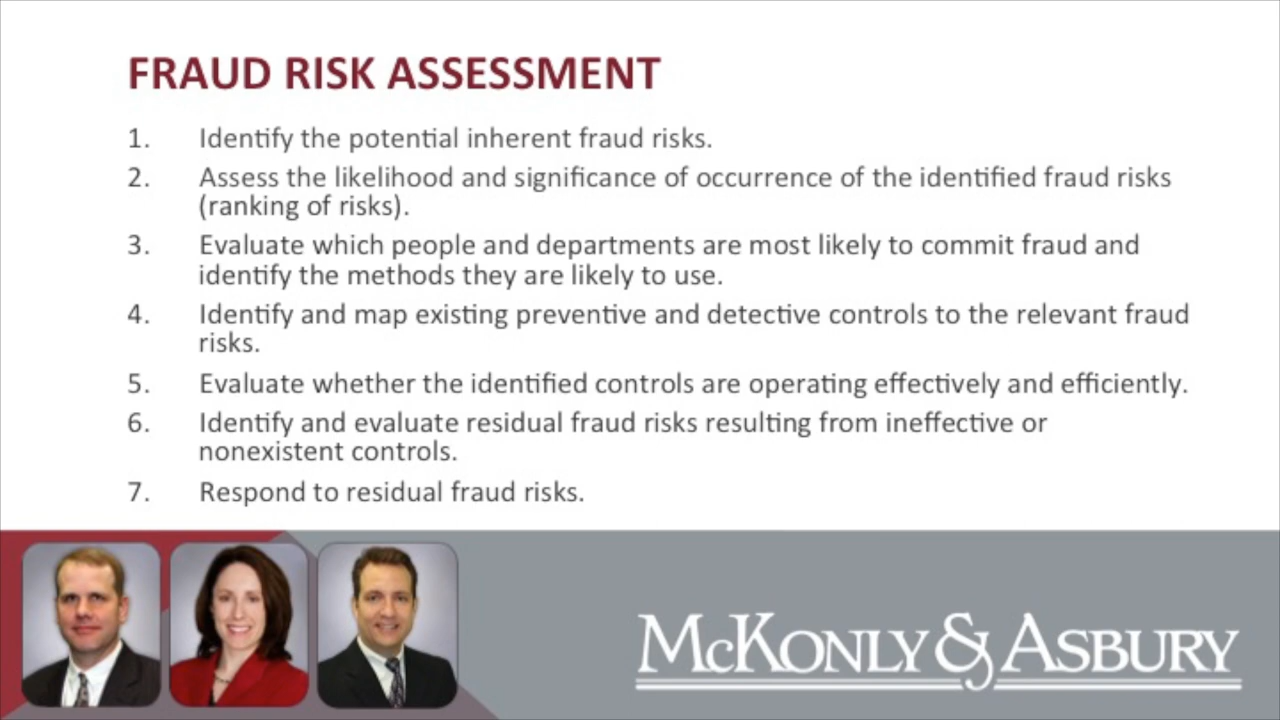 FRAUD RISK ASSESSMENT
1. Identify the potential inherent fraud risks.
2. Assess the likelihood and significance of occurrence of the identified fraud risks
(ranking of risks).
3. Evaluate which people and departments are most likely to commit fraud and
identify the methods they are likely to use.
4. Identify and map existing preventive and detective controls to the relevant fraud
risks.
5. Evaluate whether the identified controls are operating effectively and efficiently.
6. Identify and evaluate residual fraud risks resulting from ineffective or
nonexistent controls.
7. Respond to residual fraud risks.
McKonly & Asbury